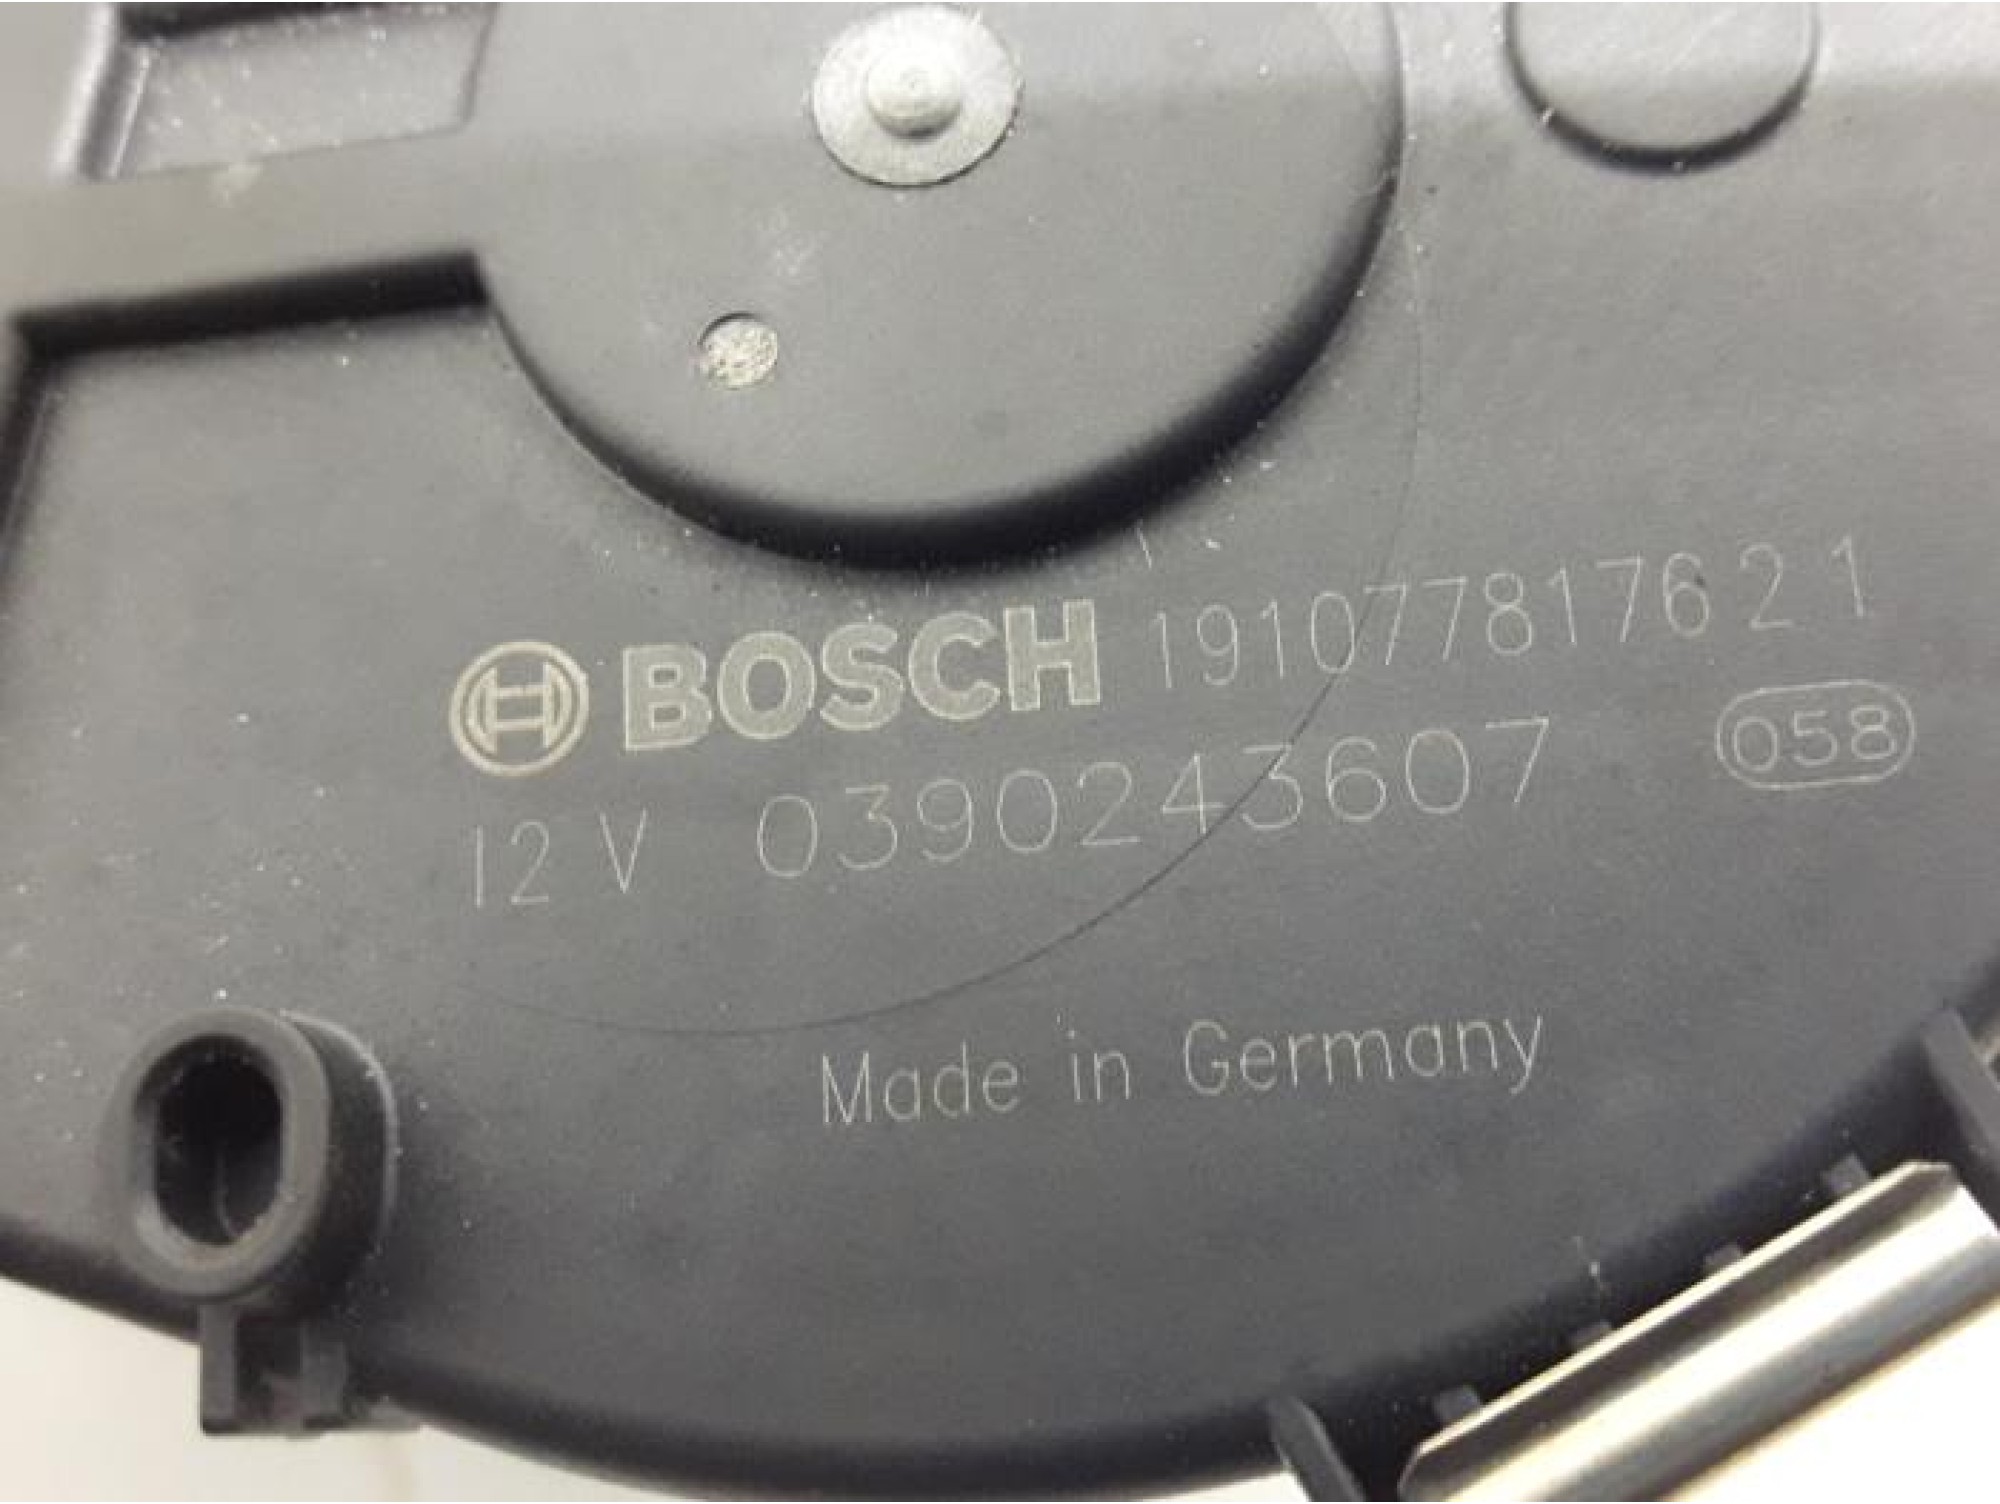 BOSCH 1910778176 2 1
12 V 0390243607 058
Made in Germany